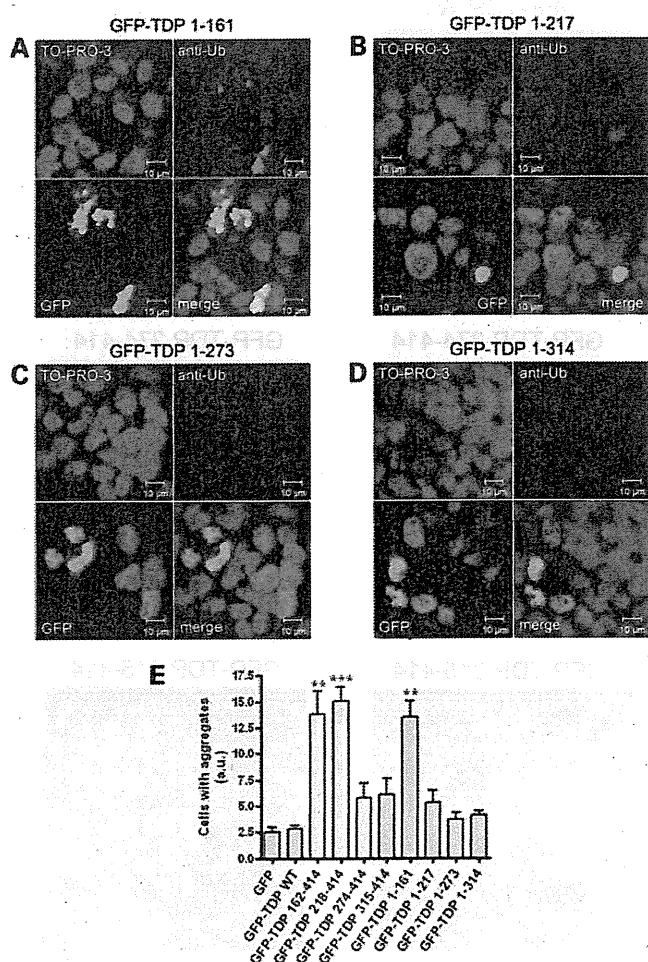 GFP-TDP 1-161
GFP-TDP 1-217
A
TO-PRO-3
anti-Ub
10 µm
10 µm
GFP
10 µm
merge
10 µm
B
TO-PRO-3
anti-Ub
10 µm
10 µm
GFP
10 µm
merge
10 µm
GFP-TDP 1-273
GFP-TDP 1-314
C
TO-PRO-3
anti-Ub
10 µm
10 µm
GFP
10 µm
merge
10 µm
D
TO-PRO-3
anti-Ub
10 µm
10 µm
GFP
10 µm
merge
10 µm
E
Cells with aggregates
(a.u.)
17.5
15.0
12.5
10.0
7.5
5.0
2.5
0.0
**
***
**
GFP
GFP-TDP WT
GFP-TDP 162-414
GFP-TDP 218-414
GFP-TDP 274-414
GFP-TDP 315-414
GFP-TDP 1-161
GFP-TDP 1-217
GFP-TDP 1-273
GFP-TDP 1-314